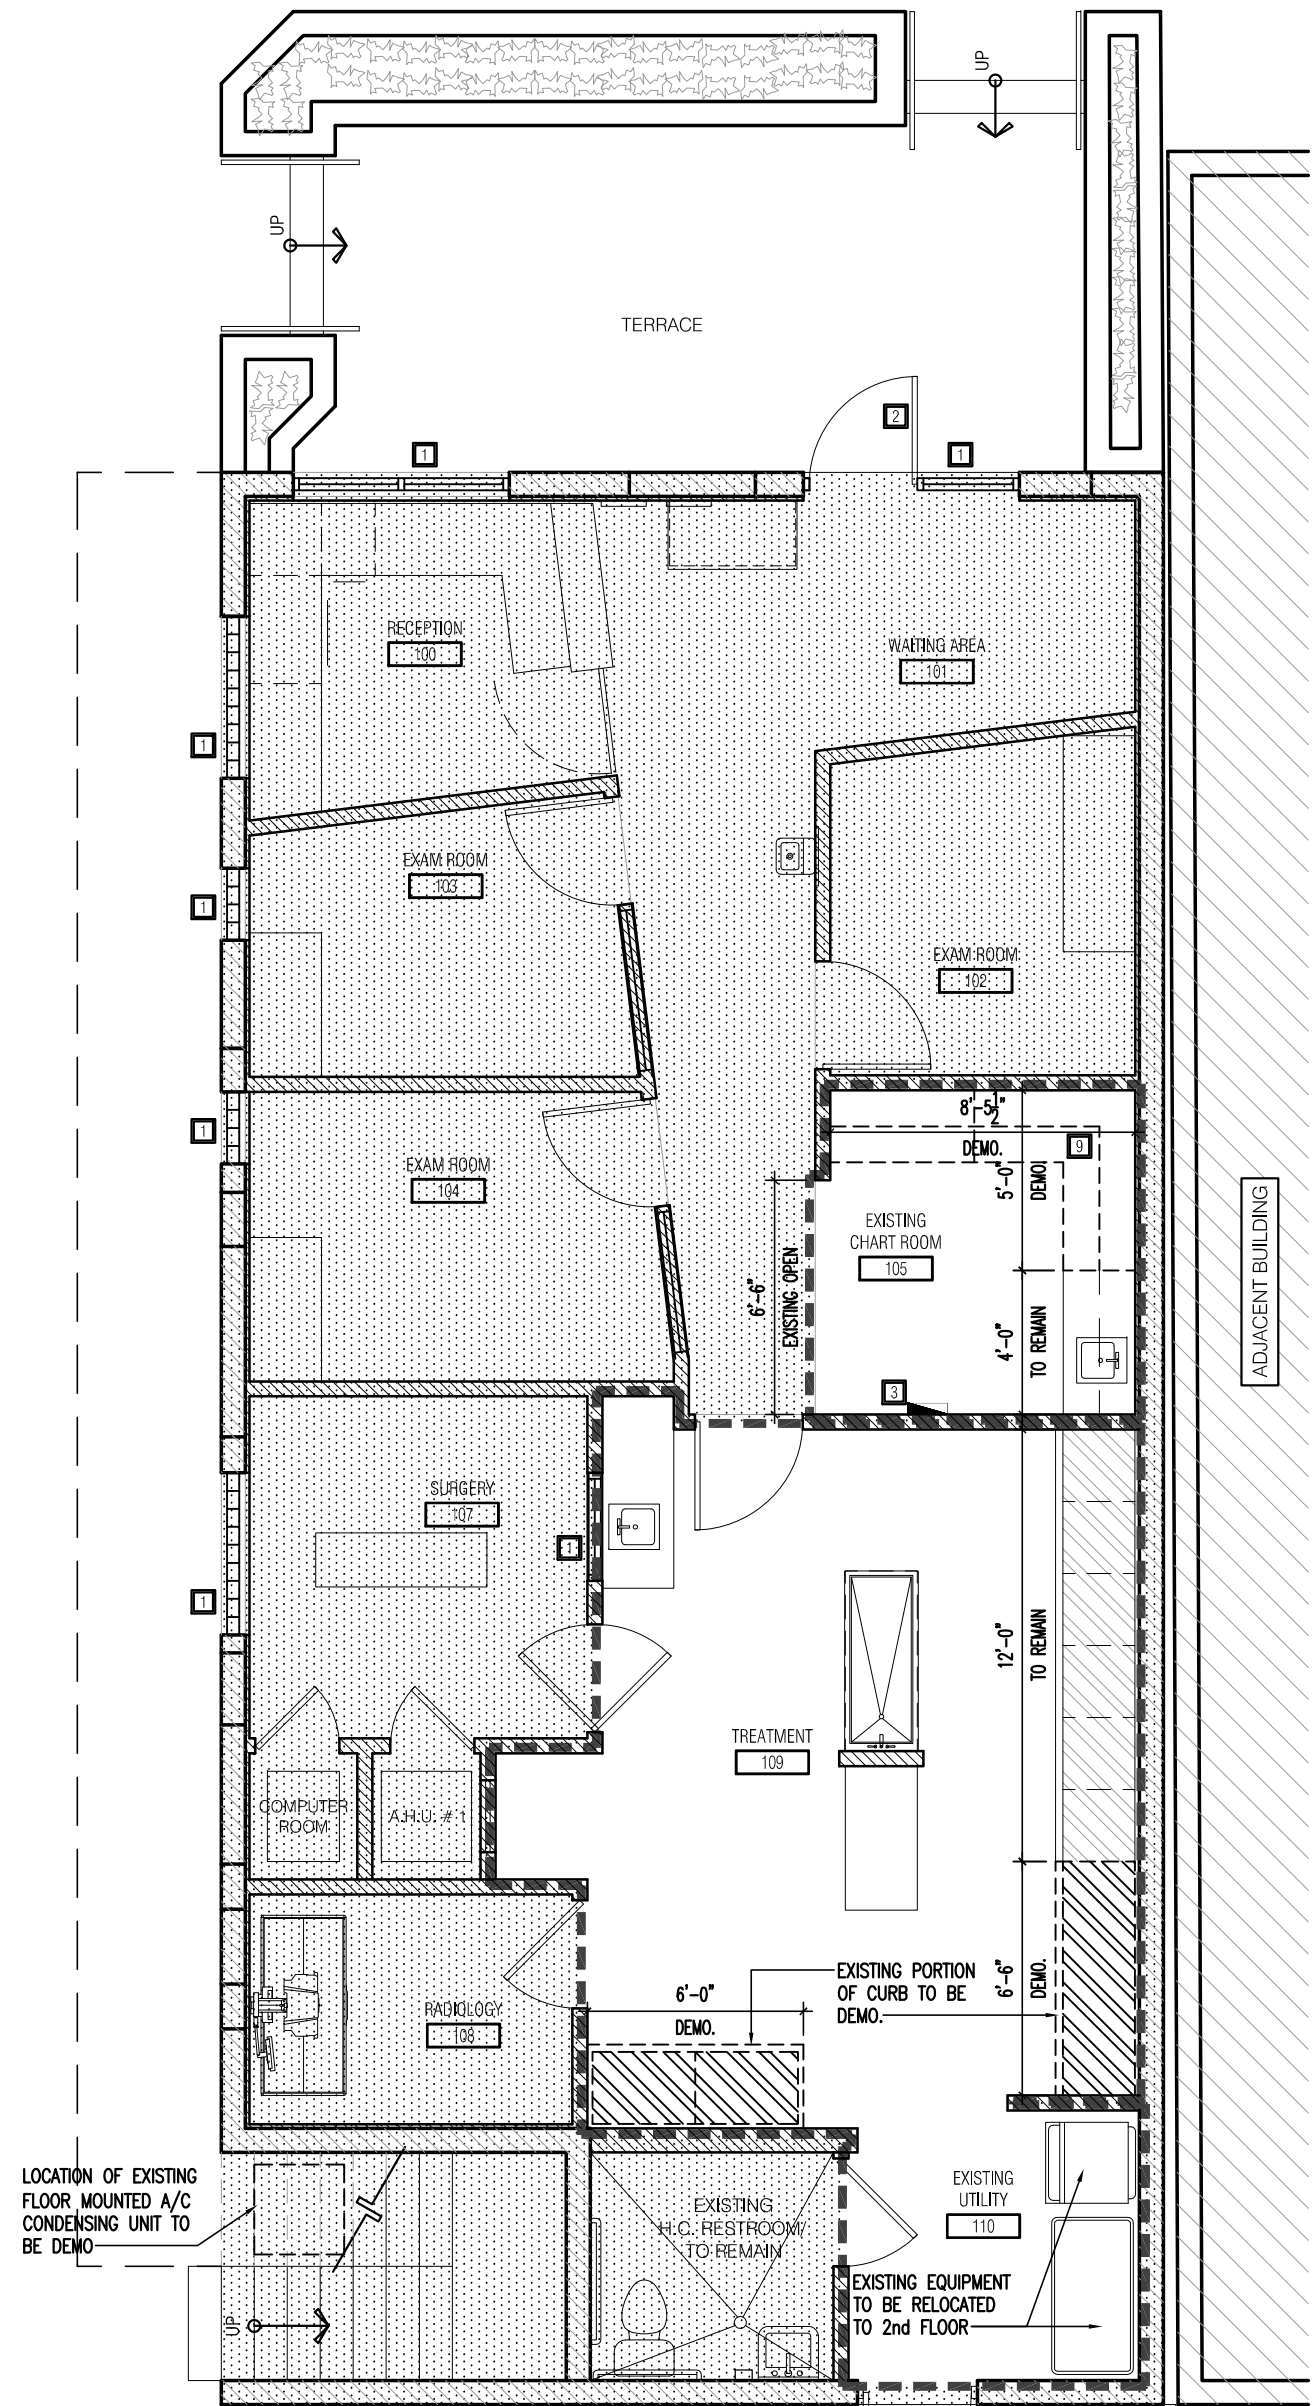 UP
UP
TERRACE
2
1
1
RECEPTION
100
WAITING AREA
101
1
EXAM ROOM
103
1
EXAM ROOM
102
8'-5 1/2"
DEMO.
9
5'-0"
DEMO.
1
EXAM ROOM
104
EXISTING
CHART ROOM
105
ADJACENT BUILDING
6'-6"
EXISTING OPEN
4'-0"
TO REMAIN
3
SURGERY
107
1
1
12'-0"
TO REMAIN
TREATMENT
109
COMPUTER
ROOM
A.H.U. # 1
6'-6"
DEMO.
EXISTING PORTION
OF CURB TO BE
DEMO.
6'-0"
DEMO.
RADIOLOGY
108
LOCATION OF EXISTING
FLOOR MOUNTED A/C
CONDENSING UNIT TO
BE DEMO
EXISTING
H.C. RESTROOM/
TO REMAIN
EXISTING
UTILITY
110
EXISTING EQUIPMENT
TO BE RELOCATED
TO 2nd FLOOR
UP